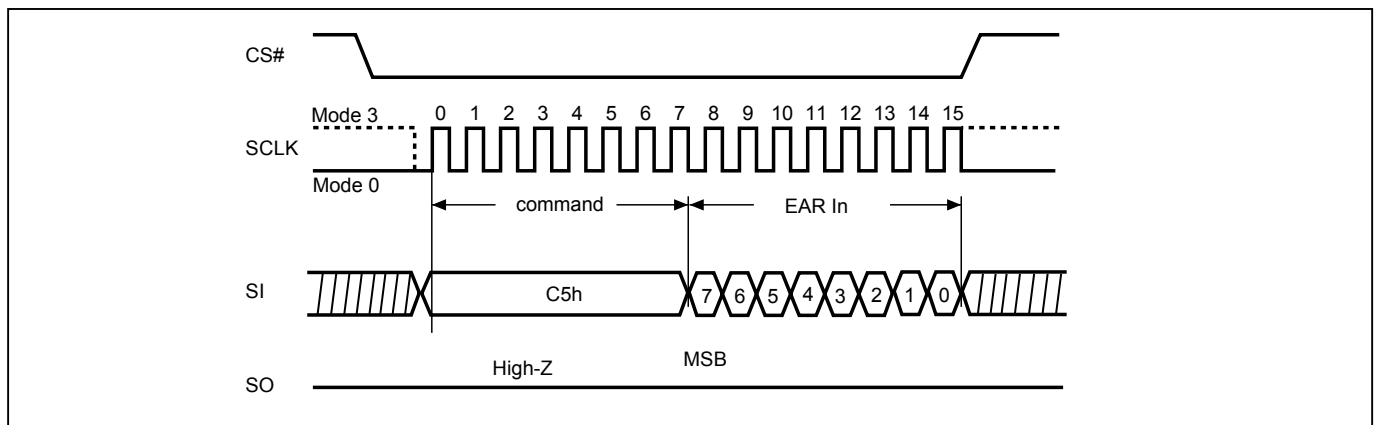 CS#
Mode 3 0 1 2 3 4 5 6 7 8 9 10 11 12 13 14 15
SCLK
Mode 0
command EAR In
SI C5h 7 6 5 4 3 2 1 0
High-Z MSB
SO